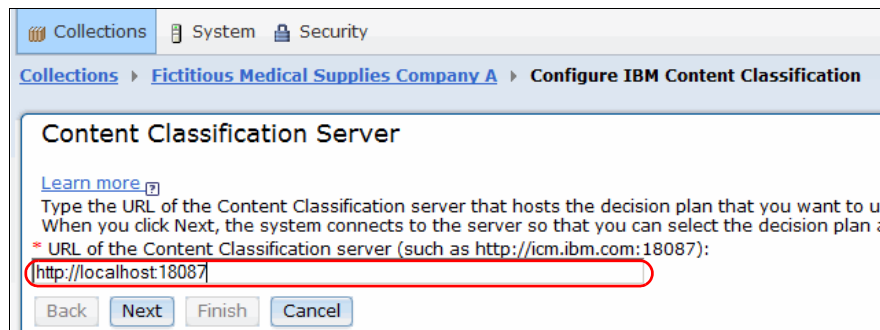 Collections System Security
Collections Fictitious Medical Supplies Company A Configure IBM Content Classification
Content Classification Server
Learn more ?
Type the URL of the Content Classification server that hosts the decision plan that you want to u
When you click Next, the system connects to the server so that you can select the decision plan a
* URL of the Content Classification server (such as http://icm.ibm.com:18087):
http://localhost:18087
Back Next Finish Cancel